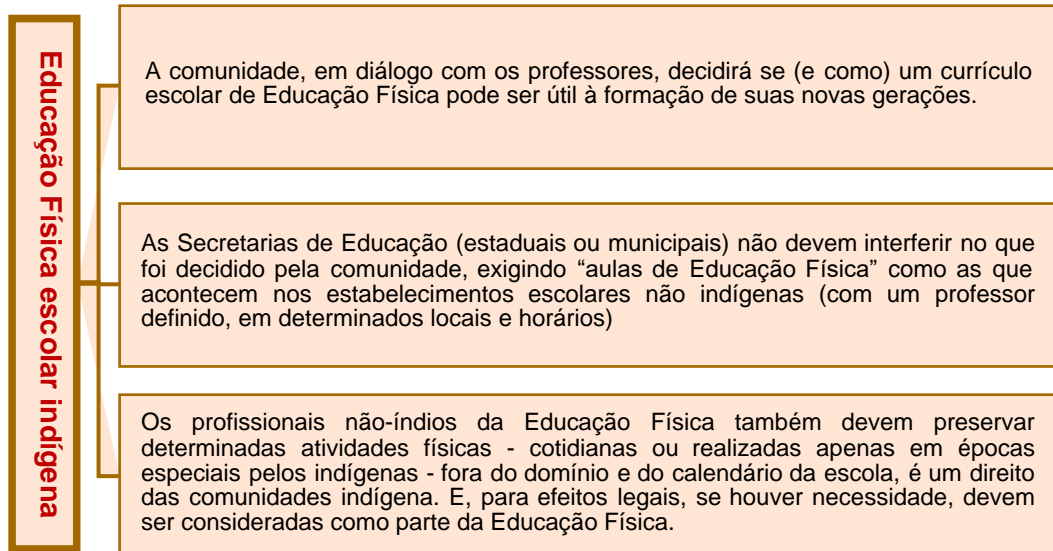 Educação Física escolar indígena
A comunidade, em diálogo com os professores, decidirá se (e como) um currículo
escolar de Educação Física pode ser útil à formação de suas novas gerações.
As Secretarias de Educação (estaduais ou municipais) não devem interferir no que
foi decidido pela comunidade, exigindo “aulas de Educação Física” como as que
acontecem nos estabelecimentos escolares não indígenas (com um professor
definido, em determinados locais e horários)
Os profissionais não-índios da Educação Física também devem preservar
determinadas atividades físicas - cotidianas ou realizadas apenas em épocas
especiais pelos indígenas - fora do domínio e do calendário da escola, é um direito
das comunidades indígena. E, para efeitos legais, se houver necessidade, devem
ser consideradas como parte da Educação Física.